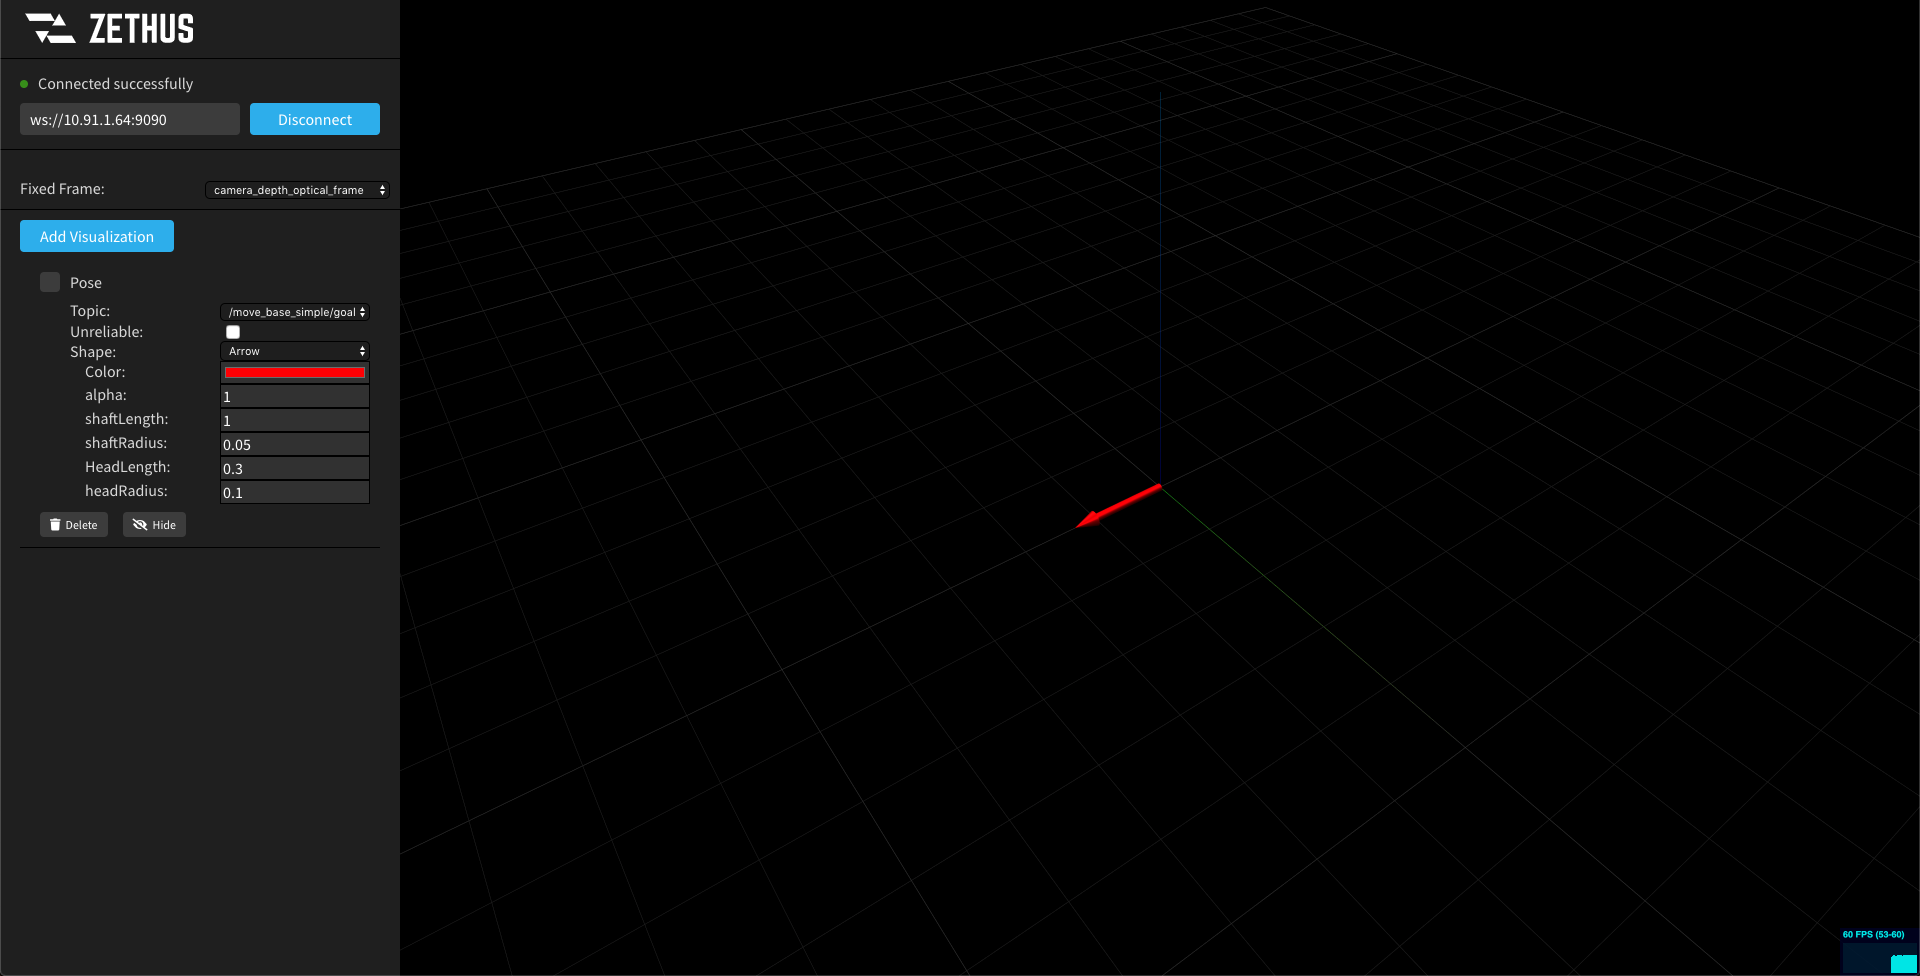 ZETHUS
Connected successfully
ws://10.91.1.64:9090 Disconnect
Fixed Frame: camera_depth_optical_frame
Add Visualization
Pose
Topic: /move_base_simple/goal
Unreliable:
Shape: Arrow
Color:
alpha: 1
shaftLength: 1
shaftRadius: 0.05
HeadLength: 0.3
headRadius: 0.1
Delete Hide
60 FPS (53-60)